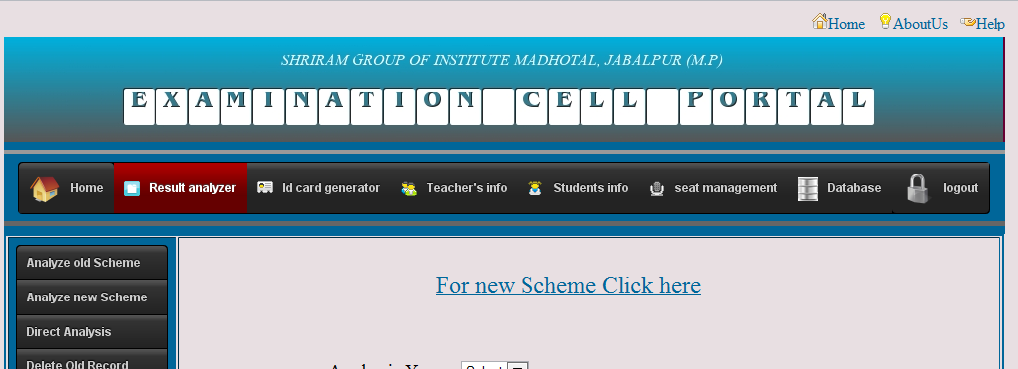 Home AboutUs Help
SHRIRAM GROUP OF INSTITUTE MADHOTAL, JABALPUR (M.P)
EXAMINATION CELL PORTAL
Home Result analyzer Id card generator Teacher's info Students info seat management Database logout
Analyze old Scheme
Analyze new Scheme
Direct Analysis
Delete Old Record
For new Scheme Click here